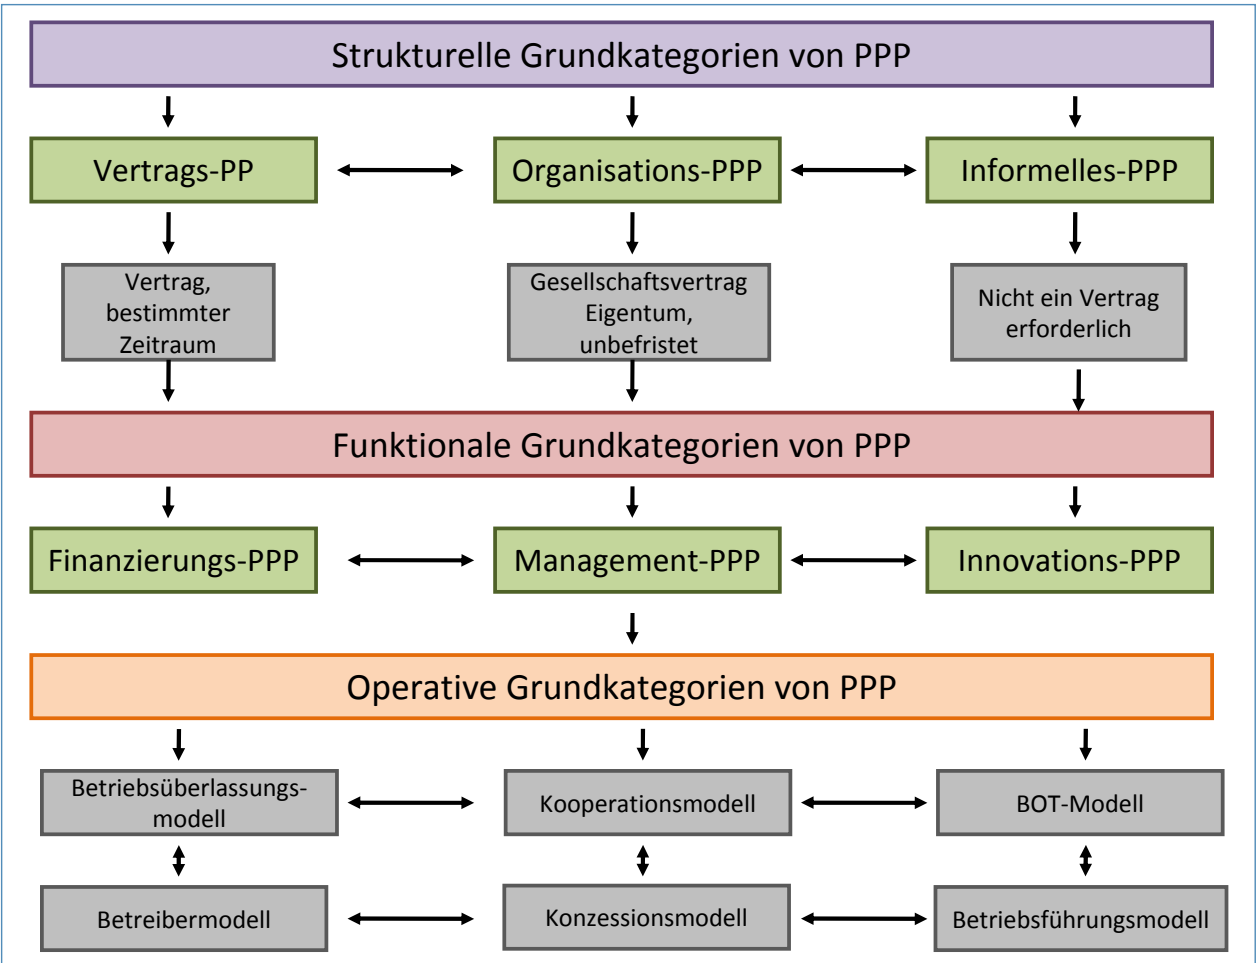 Strukturelle Grundkategorien von PPP
Vertrags-PP
Organisations-PPP
Informelles-PPP
Vertrag,
bestimmter
Zeitraum
Gesellschaftsvertrag
Eigentum,
unbefristet
Nicht ein Vertrag
erforderlich
Funktionale Grundkategorien von PPP
Finanzierungs-PPP
Management-PPP
Innovations-PPP
Operative Grundkategorien von PPP
Betriebsüberlassungs-
modell
Kooperationsmodell
BOT-Modell
Betreibermodell
Konzessionsmodell
Betriebsführungsmodell